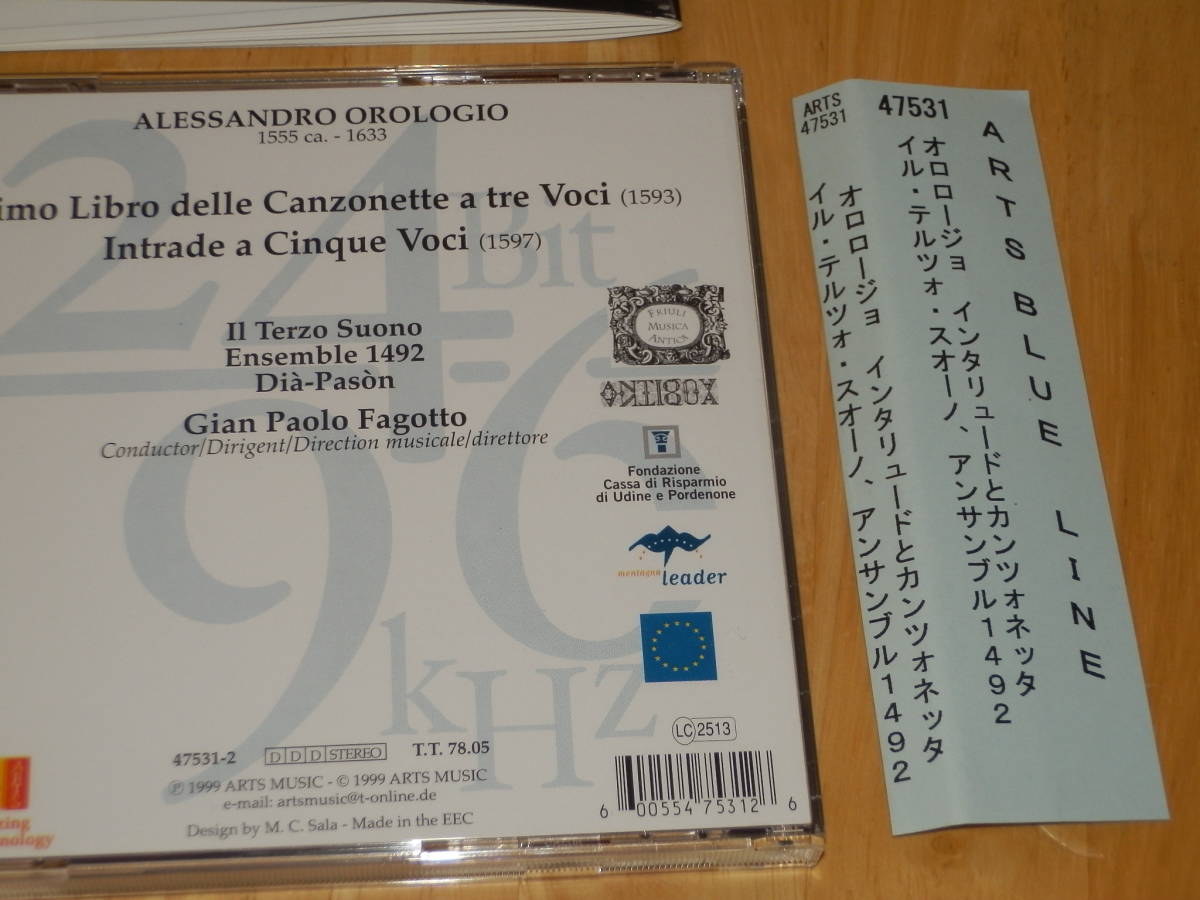 ALESSANDRO OROLOGIO
1555 ca. - 1633
imo Libro delle Canzonette a tre Voci (1593)
Intrade a Cinque Voci (1597)
24 Bit
96
kHz
Il Terzo Suono
Ensemble 1492
Dià-Pasòn
Gian Paolo Fagotto
Conductor/Dirigent/Direction musicale/direttore
FRIULI
MUSICA
ANTICA
Fondazione
Cassa di Risparmio
di Udine e Pordenone
montagna
leader
LC 2513
47531-2 DDD STEREO T.T. 78.05
℗ 1999 ARTS MUSIC - © 1999 ARTS MUSIC
e-mail: artsmusic@t-online.de
Design by M. C. Sala - Made in the EEC
6 00554 75312 6
zing
nology
ARTS BLUE LINE
47531
オロロージョ インタリュードとカンツォネッタ
イル・テルツォ・スオーノ、アンサンブル1492
ARTS
47531
オロロージョ インタリュードとカンツォネッタ
イル・テルツォ・スオーノ、アンサンブル1492